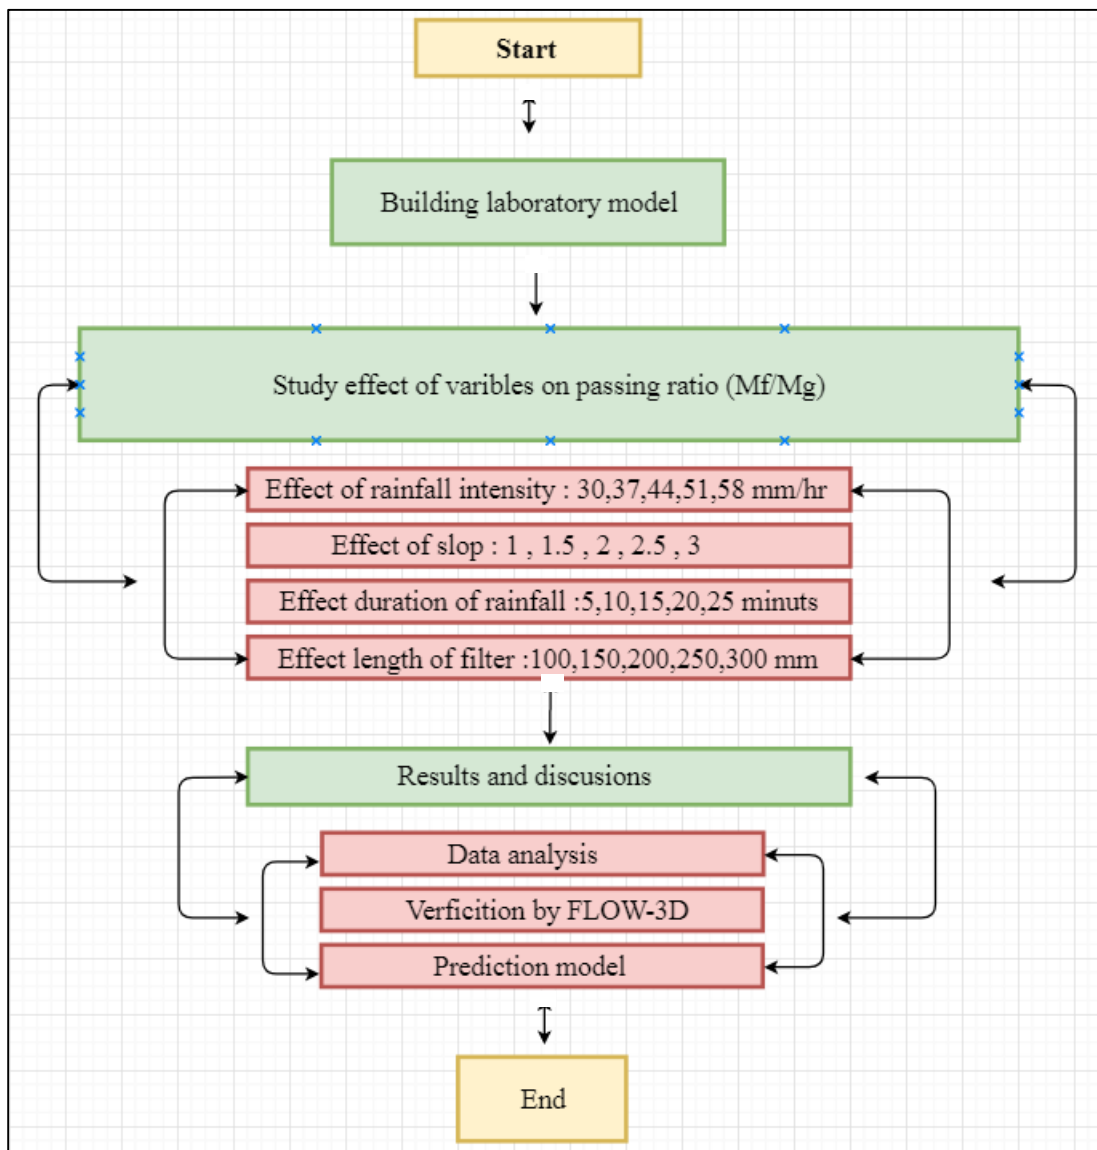 Start
Building laboratory model
Study effect of varibles on passing ratio (Mf/Mg)
Effect of rainfall intensity : 30,37,44,51,58 mm/hr
Effect of slop : 1 , 1.5 , 2 , 2.5 , 3
Effect duration of rainfall :5,10,15,20,25 minuts
Effect length of filter :100,150,200,250,300 mm
Results and discusions
Data analysis
Verficition by FLOW-3D
Prediction model
End